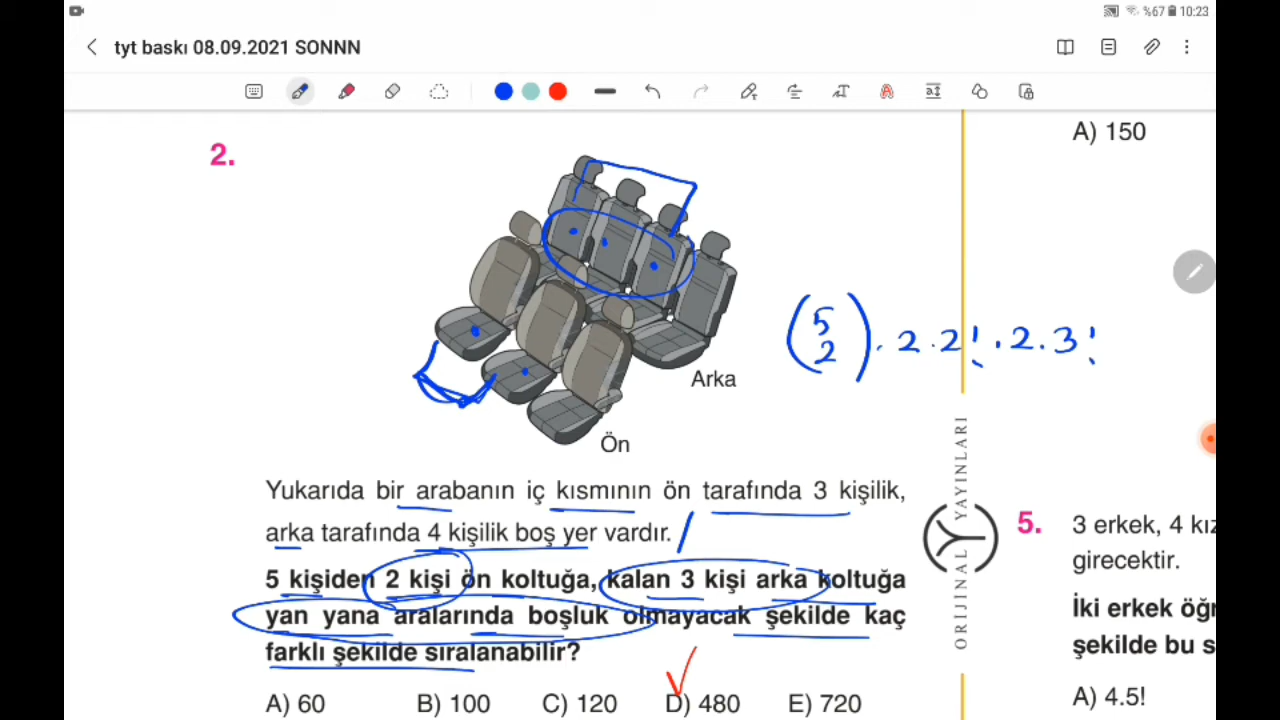 %67 10:23
tyt baskı 08.09.2021 SONNN
A) 150
2.
Arka
Ön
(5 2) . 2 . 2! . 2 . 3!
Yukarıda bir arabanın iç kısmının ön tarafında 3 kişilik,
arka tarafında 4 kişilik boş yer vardır.
5 kişiden 2 kişi ön koltuğa, kalan 3 kişi arka koltuğa
yan yana aralarında boşluk olmayacak şekilde kaç
farklı şekilde sıralanabilir?
A) 60 B) 100 C) 120 D) 480 E) 720
ORIJINAL YAYINLARI
5.
3 erkek, 4 kız
girecektir.
İki erkek öğr
şekilde bu s
A) 4.5!